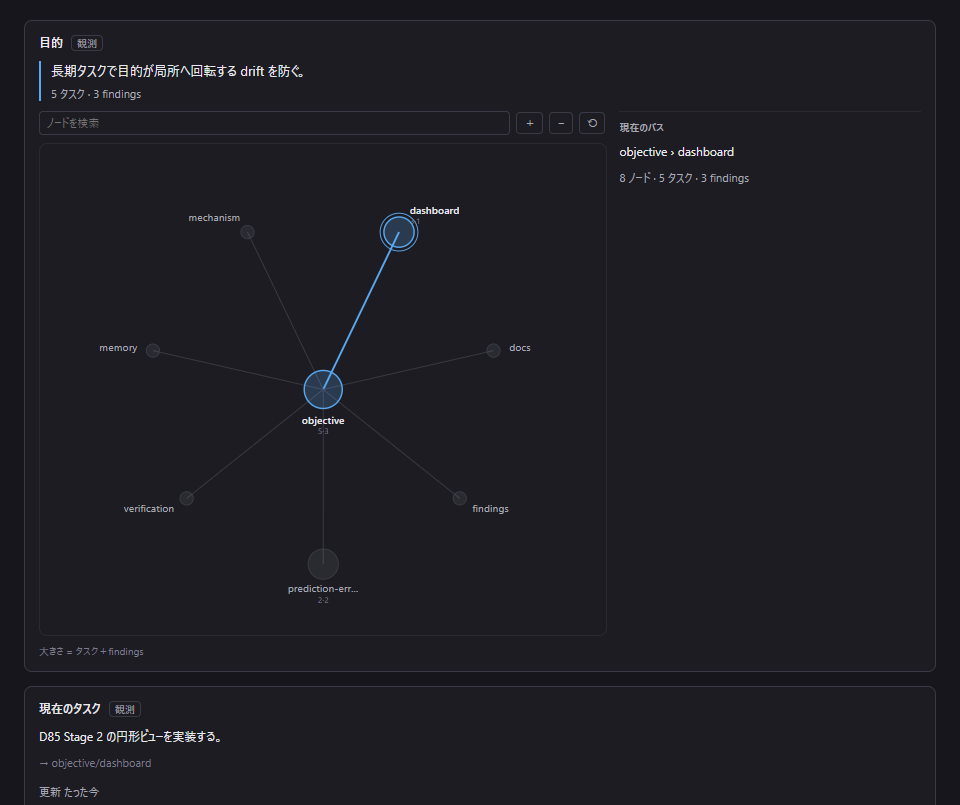 目的 観測
長期タスクで目的が局所へ回転する drift を防ぐ。
5 タスク · 3 findings
ノードを検索
+ − 
現在のパス
objective › dashboard
8 ノード · 5 タスク · 3 findings
dashboard
mechanism
memory
docs
objective
verification
findings
prediction-err…
2·2
大きさ = タスク + findings
現在のタスク 観測
D85 Stage 2 の円形ビューを実装する。
→ objective/dashboard
更新 たった今